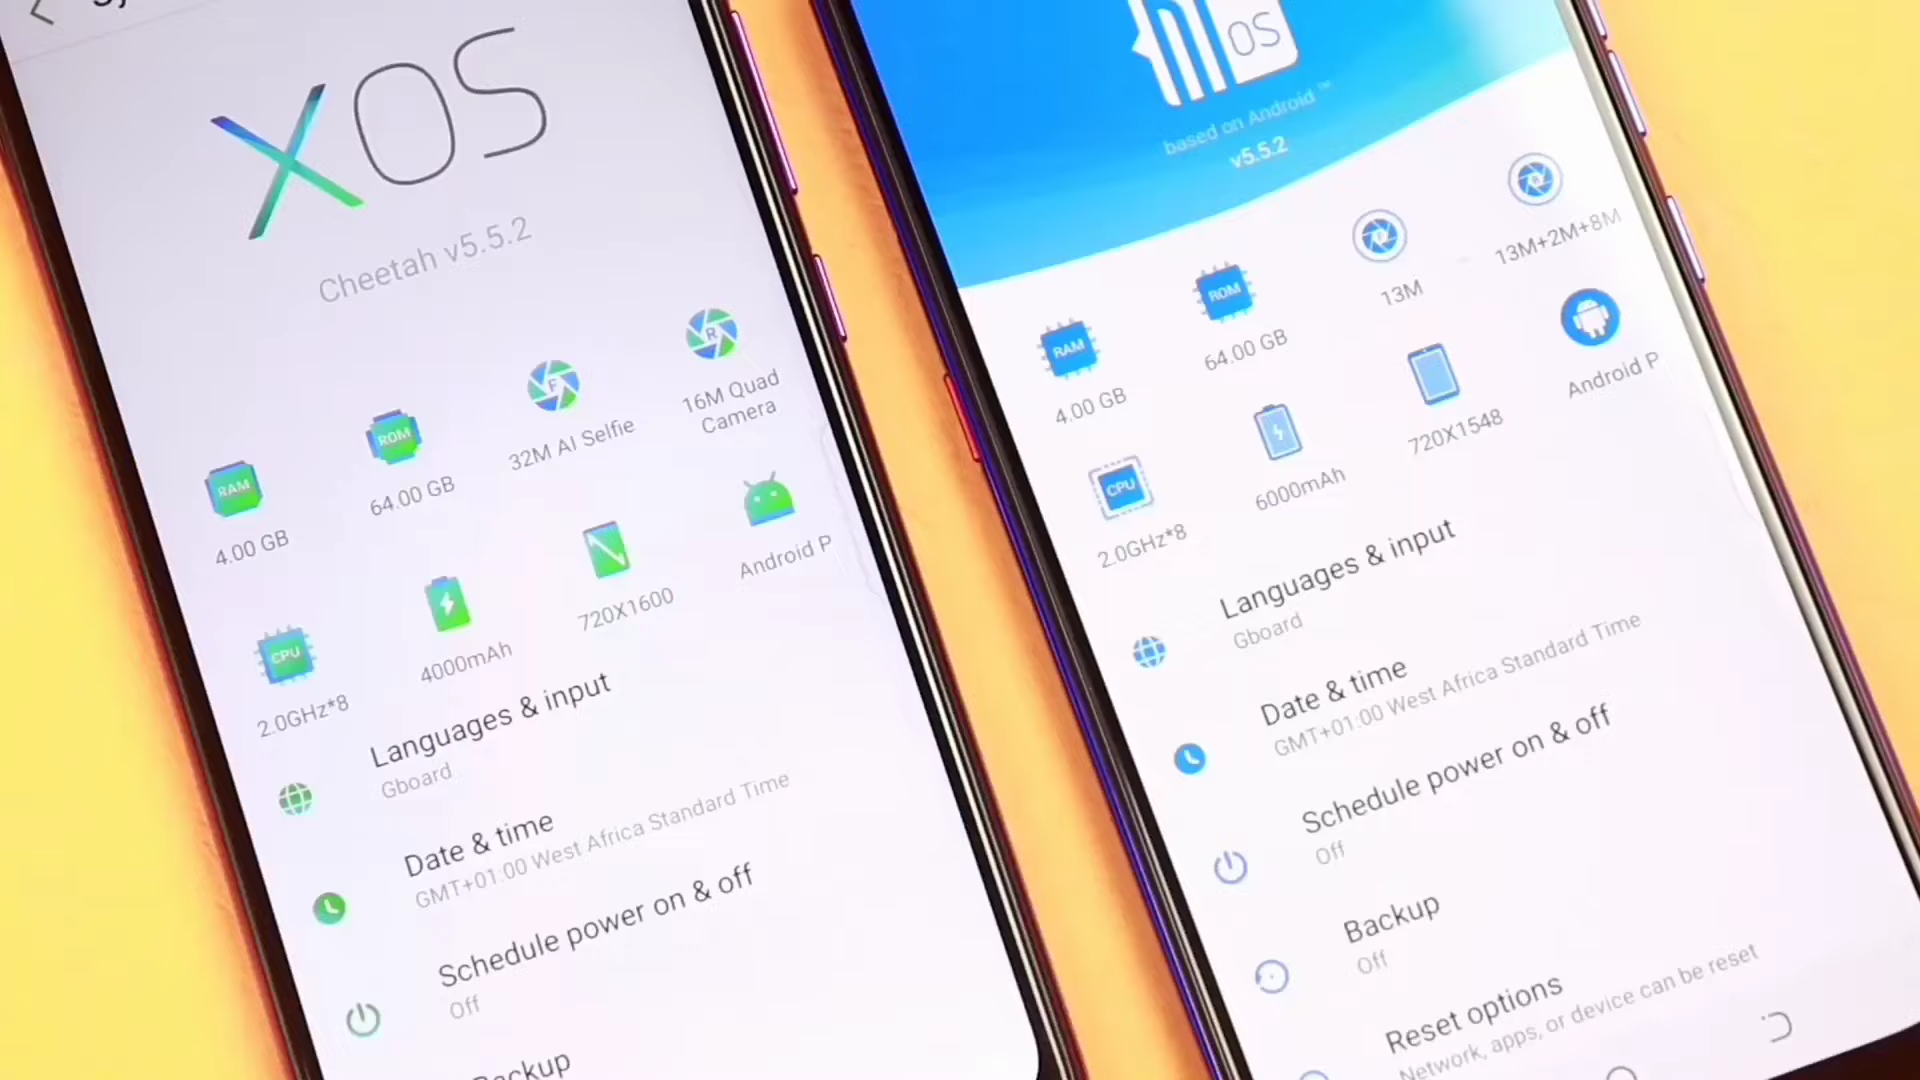 XOS
Cheetah v5.5.2
RAM
4.00 GB
ROM
64.00 GB
F
32M AI Selfie
R
16M Quad
Camera
CPU
2.0GHz*8
4000mAh
720X1600
Android P
Languages & input
Gboard
Date & time
GMT+01:00 West Africa Standard Time
Schedule power on & off
Off
Backup
OS
based on Android ™
v5.5.2
RAM
4.00 GB
ROM
64.00 GB
13M
13M+2M+8M
CPU
2.0GHz*8
6000mAh
720X1548
Android P
Languages & input
Gboard
Date & time
GMT+01:00 West Africa Standard Time
Schedule power on & off
Off
Backup
Off
Reset options
Network, apps, or device can be reset